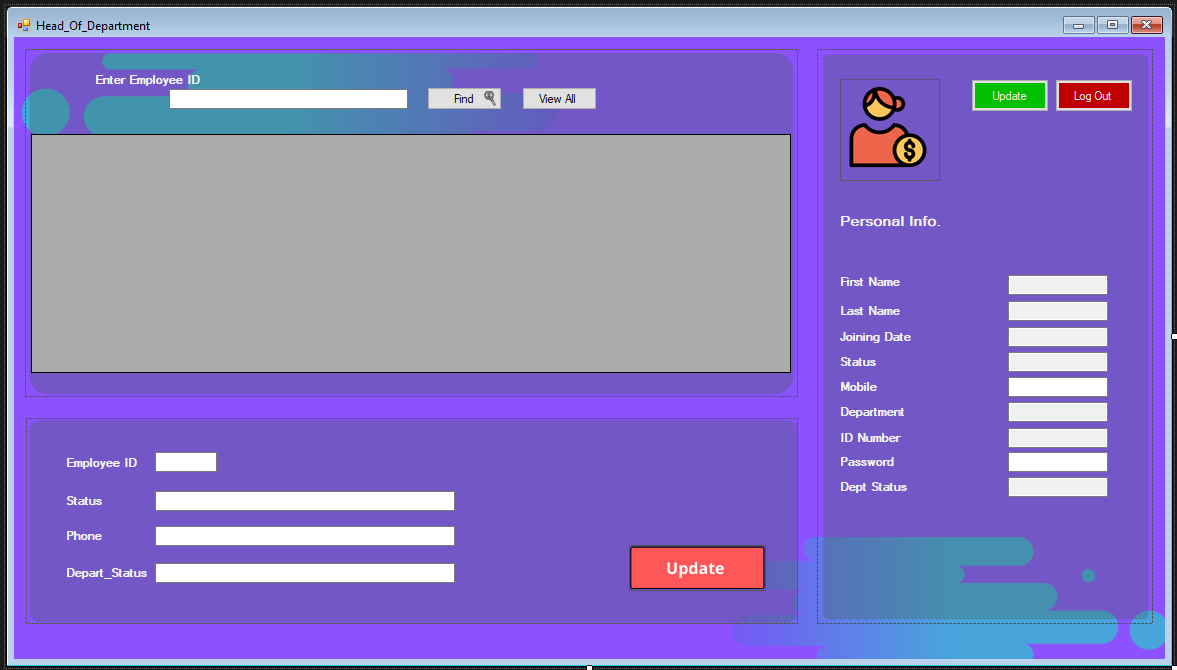 Head_Of_Department
Enter Employee ID
Find
View All
Update
Log Out
$
Personal Info.
First Name
Last Name
Joining Date
Status
Mobile
Department
ID Number
Password
Dept Status
Employee ID
Status
Phone
Depart_Status
Update